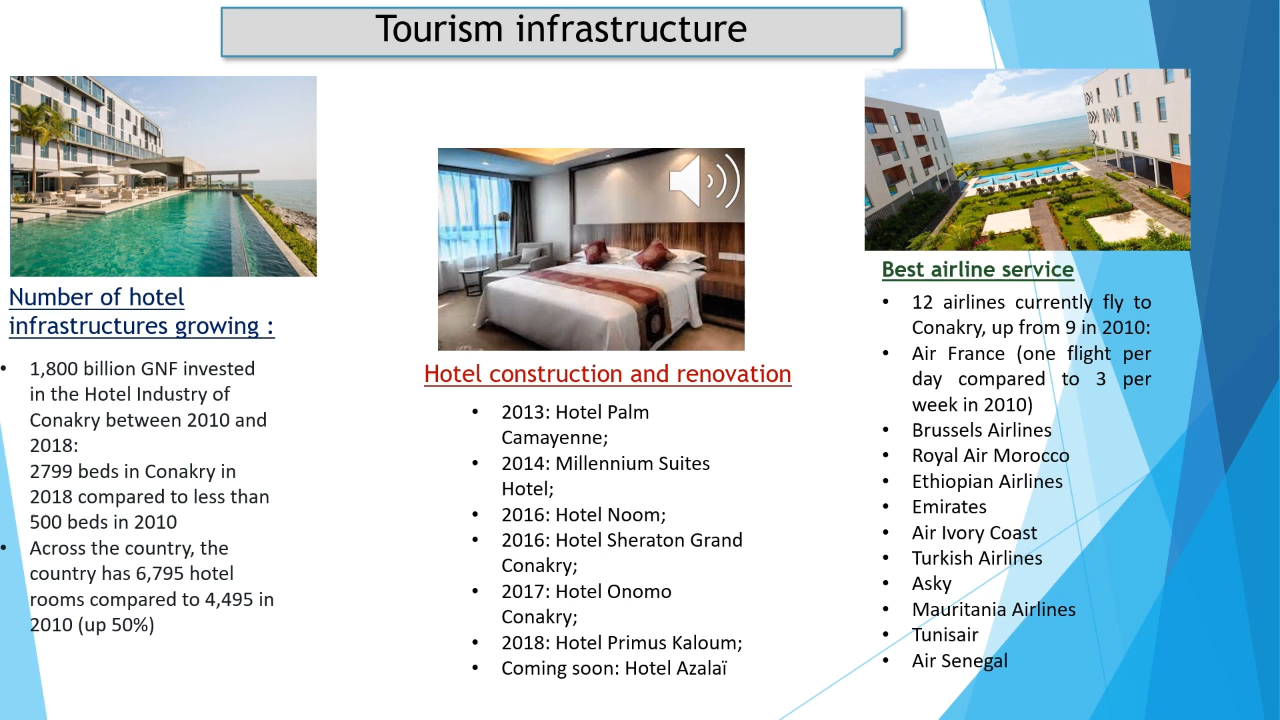 Tourism infrastructure
Number of hotel
infrastructures growing :
• 1,800 billion GNF invested
in the Hotel Industry of
Conakry between 2010 and
2018:
2799 beds in Conakry in
2018 compared to less than
500 beds in 2010
• Across the country, the
country has 6,795 hotel
rooms compared to 4,495 in
2010 (up 50%)
Hotel construction and renovation
• 2013: Hotel Palm
Camayenne;
• 2014: Millennium Suites
Hotel;
• 2016: Hotel Noom;
• 2016: Hotel Sheraton Grand
Conakry;
• 2017: Hotel Onomo
Conakry;
• 2018: Hotel Primus Kaloum;
• Coming soon: Hotel Azalaï
Best airline service
• 12 airlines currently fly to
Conakry, up from 9 in 2010:
• Air France (one flight per
day compared to 3 per
week in 2010)
• Brussels Airlines
• Royal Air Morocco
• Ethiopian Airlines
• Emirates
• Air Ivory Coast
• Turkish Airlines
• Asky
• Mauritania Airlines
• Tunisair
• Air Senegal